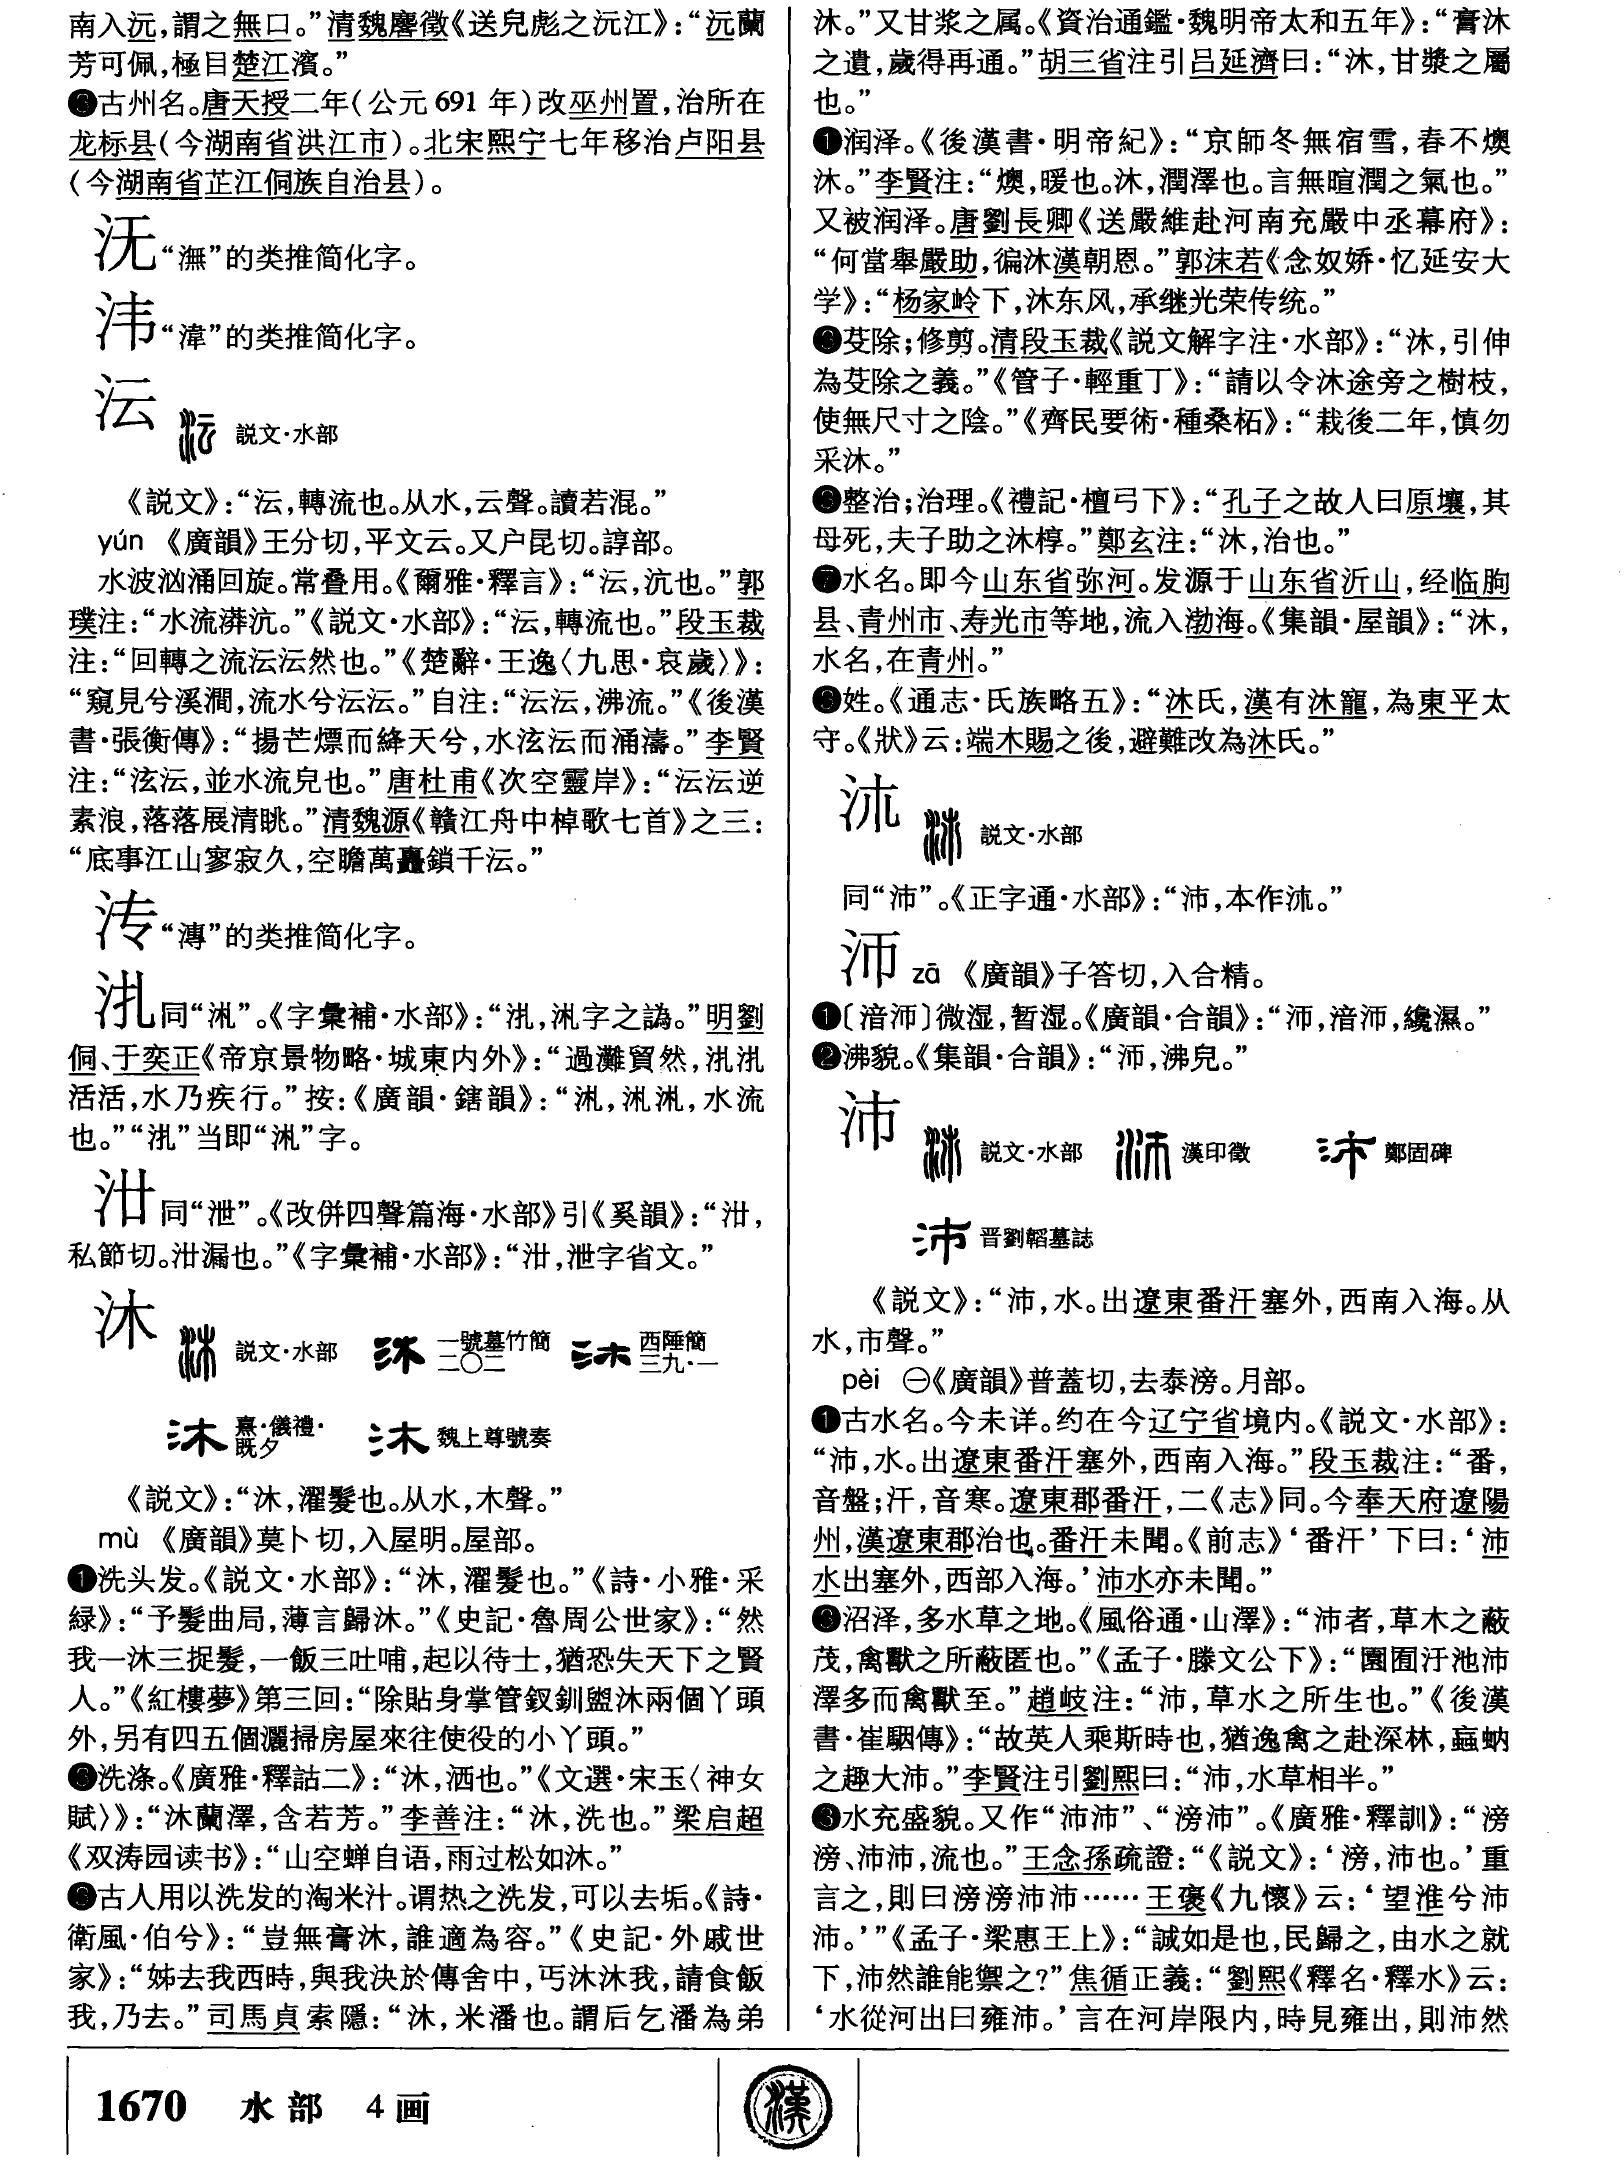 南入沅，謂之無口。”清魏麐徵《送兒彪之沅江》：“沅蘭
芳可佩，極目楚江濱。”
古州名。唐天授二年（公元691年）改巫州置，治所在
龙标县（今湖南省洪江市）。北宋熙宁七年移治卢阳县
（今湖南省芷江侗族自治县）。
𣲘“潕”的类推简化字。
沣“湋”的类推简化字。
沄
説文·水部
《説文》：“沄，轉流也。从水，云聲。讀若混。”
yún 《廣韻》王分切，平文云。又户昆切。諄部。
水波汹涌回旋。常叠用。《爾雅·釋言》：“沄，沆也。”郭
璞注：“水流漭沆。”《説文·水部》：“沄，轉流也。”段玉裁
注：“回轉之流沄沄然也。”《楚辭·王逸〈九思·哀歲〉》：
“窺見兮溪澗，流水兮沄沄。”自注：“沄沄，沸流。”《後漢
書·張衡傳》：“揚芒熛而絳天兮，水泫沄而涌濤。”李賢
注：“泫沄，並水流皃也。”唐杜甫《次空靈岸》：“沄沄逆
素浪，落落展清眺。”清魏源《贛江舟中棹歌七首》之三：
“底事江山寥寂久，空瞻萬矗鎖千沄。”
“漙”的类推简化字。
同“㲺”。《字彙補·水部》：“，字之譌。”明劉
侗、于奕正《帝京景物略·城東内外》：“過灘貿然，
活活，水乃疾行。”按：《廣韻·鎋韻》：“，水流
也。”“”当即“”字。
泔同“泄”。《改併四聲篇海·水部》引《奚韻》：“，
私節切。漏也。”《字彙補·水部》：“，泄字省文。”
沐
説文·水部 一號墓竹簡二〇二 西陲簡三九·一
熹·儀禮·既夕 魏上尊號奏
《説文》：“沐，濯髮也。从水，木聲。”
mù 《廣韻》莫卜切，入屋明。屋部。
❶洗头发。《説文·水部》：“沐，濯髮也。”《詩·小雅·采
緑》：“予髮曲局，薄言歸沐。”《史記·魯周公世家》：“然
我一沐三捉髮，一飯三吐哺，起以待士，猶恐失天下之賢
人。”《紅樓夢》第三回：“除貼身掌管釵釧盥沐兩個丫頭
外，另有四五個灑掃房屋來往使役的小丫頭。”
洗涤。《廣雅·釋詁二》：“沐，洒也。”《文選·宋玉〈神女
賦〉》：“沐蘭澤，含若芳。”李善注：“沐，洗也。”梁启超
《双涛园读书》：“山空蝉自语，雨过松如沐。”
古人用以洗发的淘米汁。谓热之洗发，可以去垢。《詩·
衛風·伯兮》：“豈無膏沐，誰適為容。”《史記·外戚世
家》：“姊去我西時，與我決於傳舍中，丐沐沐我，請食飯
我，乃去。”司馬貞索隱：“沐，米潘也。謂后乞潘為弟
沐。”又甘浆之属。《資治通鑑·魏明帝太和五年》：“膏沐
之遺，歲得再通。”胡三省注引吕延濟曰：“沐，甘漿之屬
也。”
润泽。《後漢書·明帝紀》：“京師冬無宿雪，春不燠
沐。”李賢注：“燠，暖也。沐，潤澤也。言無暄潤之氣也。”
又被润泽。唐劉長卿《送嚴維赴河南充嚴中丞幕府》：
“何當舉嚴助，徧沐漢朝恩。”郭沫若《念奴娇·忆延安大
学》：“杨家岭下，沐东风，承继光荣传统。”
芟除；修剪。清段玉裁《説文解字注·水部》：“沐，引伸
為芟除之義。”《管子·輕重丁》：“請以令沐途旁之樹枝，
使無尺寸之陰。”《齊民要術·種桑柘》：“栽後二年，慎勿
采沐。”
整治；治理。《禮記·檀弓下》：“孔子之故人曰原壤，其
母死，夫子助之沐椁。”鄭玄注：“沐，治也。”
❼水名。即今山东省弥河。发源于山东省沂山，经临朐
县、青州市、寿光市等地，流入渤海。《集韻·屋韻》：“沐，
水名，在青州。”
姓。《通志·氏族略五》：“沐氏，漢有沐寵，為東平太
守。《狀》云：端木賜之後，避難改為沐氏。”
説文·水部
同“沛”。《正字通·水部》：“沛，本作。”
沞 zā 《廣韻》子答切，入合精。
❶〔湆沞〕微湿，暂湿。《廣韻·合韻》：“沞，湆沞，纔濕。”
❷沸貌。《集韻·合韻》：“沞，沸皃。”
沛
説文·水部 漢印徵 鄭固碑
晋劉韜墓誌
《説文》：“沛，水。出遼東番汗塞外，西南入海。从
水，巿聲。”
pèi ㊀《廣韻》普蓋切，去泰滂。月部。
❶古水名。今未详。约在今辽宁省境内。《説文·水部》：
“沛，水。出遼東番汗塞外，西南入海。”段玉裁注：“番，
音盤；汗，音寒。遼東郡番汗，二《志》同。今奉天府遼陽
州，漢遼東郡治也。番汗未聞。《前志》‘番汗’下曰：‘沛
水出塞外，西部入海。’沛水亦未聞。”
沼泽，多水草之地。《風俗通·山澤》：“沛者，草木之蔽
茂，禽獸之所蔽匿也。”《孟子·滕文公下》：“園囿汙池沛
澤多而禽獸至。”趙岐注：“沛，草水之所生也。”《後漢
書·崔駰傳》：“故英人乘斯時也，猶逸禽之赴深林，蝱蚋
之趣大沛。”李賢注引劉熙曰：“沛，水草相半。”
❸水充盛貌。又作“沛沛”、“滂沛”。《廣雅·釋訓》：“滂
滂、沛沛，流也。”王念孫疏證：“《説文》：‘滂，沛也。’重
言之，則曰滂滂沛沛……王褒《九懷》云：‘望淮兮沛
沛。’”《孟子·梁惠王上》：“誠如是也，民歸之，由水之就
下，沛然誰能禦之？”焦循正義：“劉熙《釋名·釋水》云：
‘水從河出曰雍沛。’言在河岸限内，時見雍出，則沛然
1670 水部 4画
漢